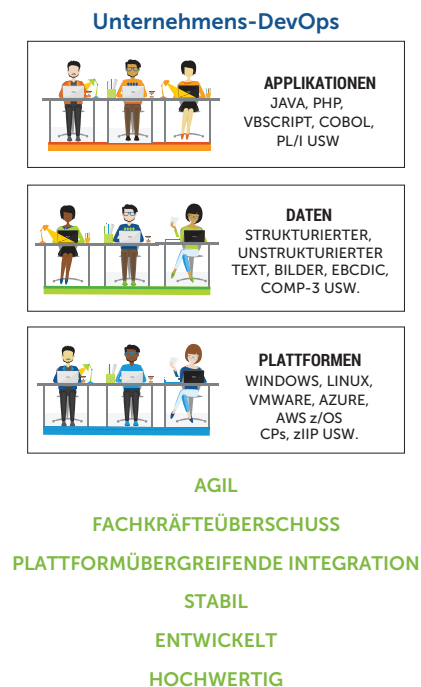 Unternehmens-DevOps
APPLIKATIONEN
JAVA, PHP,
VBSCRIPT, COBOL,
PL/I USW
DATEN
STRUKTURIERTER,
UNSTRUKTURIERTER
TEXT, BILDER, EBCDIC,
COMP-3 USW.
PLATTFORMEN
WINDOWS, LINUX,
VMWARE, AZURE,
AWS z/OS
CPs, zIIP USW.
AGIL
FACHKRÄFTEÜBERSCHUSS
PLATTFORMÜBERGREIFENDE INTEGRATION
STABIL
ENTWICKELT
HOCHWERTIG